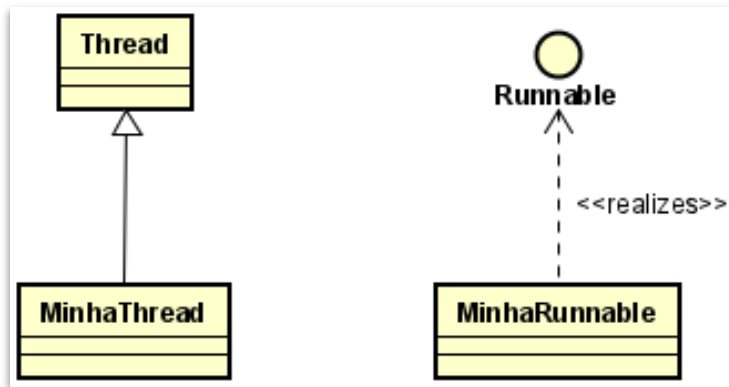 Thread
Runnable
<<realizes>>
MinhaThread
MinhaRunnable